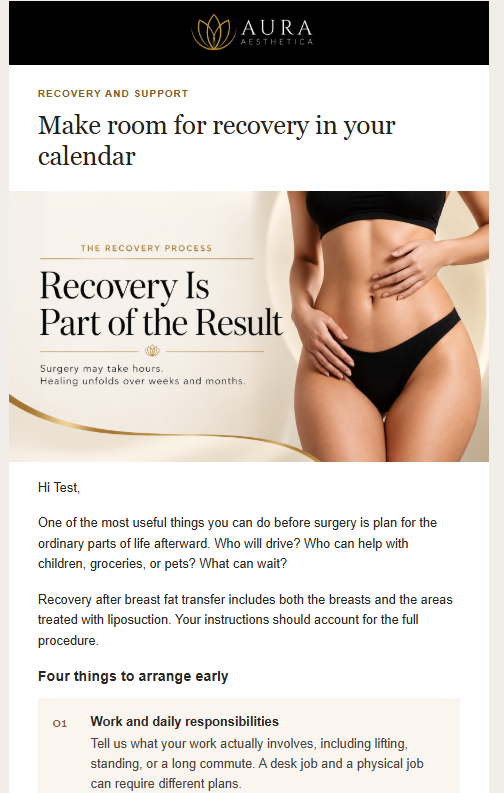 AURA
AESTHETICA
RECOVERY AND SUPPORT
Make room for recovery in your
calendar
THE RECOVERY PROCESS
Recovery Is
Part of the Result
Surgery may take hours.
Healing unfolds over weeks and months.
Hi Test,
One of the most useful things you can do before surgery is plan for the
ordinary parts of life afterward. Who will drive? Who can help with
children, groceries, or pets? What can wait?
Recovery after breast fat transfer includes both the breasts and the areas
treated with liposuction. Your instructions should account for the full
procedure.
Four things to arrange early
01
Work and daily responsibilities
Tell us what your work actually involves, including lifting,
standing, or a long commute. A desk job and a physical job
can require different plans.